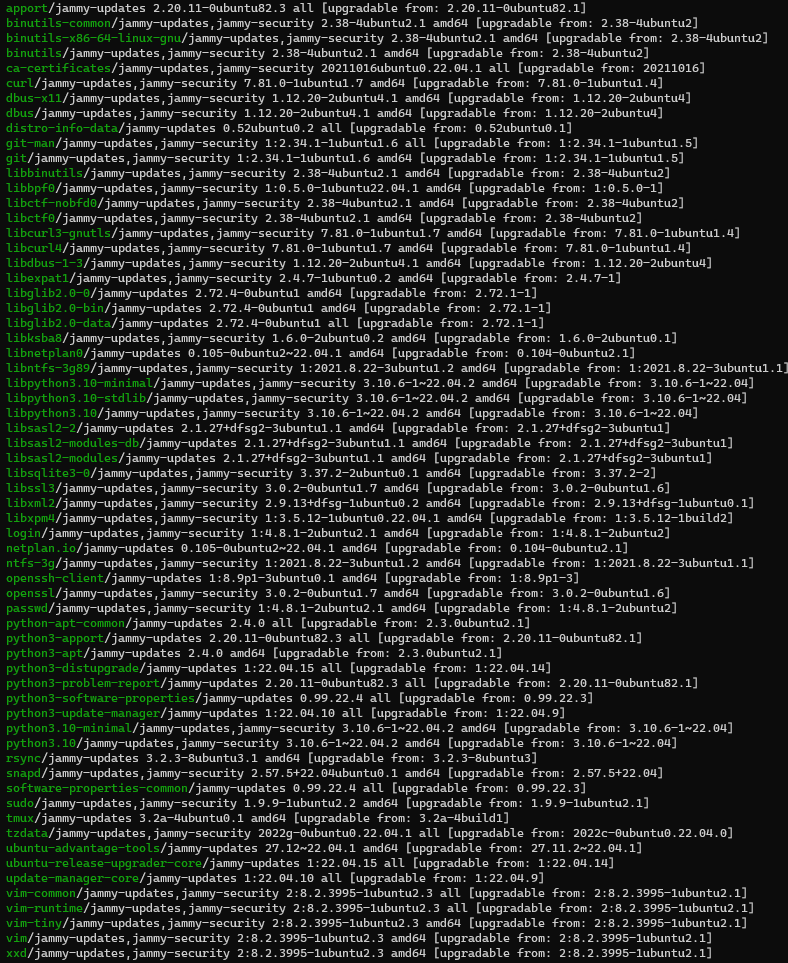 apport/jammy-updates 2.20.11-0ubuntu82.3 all [upgradable from: 2.20.11-0ubuntu82.1]
binutils-common/jammy-updates,jammy-security 2.38-4ubuntu2.1 amd64 [upgradable from: 2.38-4ubuntu2]
binutils-x86-64-linux-gnu/jammy-updates,jammy-security 2.38-4ubuntu2.1 amd64 [upgradable from: 2.38-4ubuntu2]
binutils/jammy-updates,jammy-security 2.38-4ubuntu2.1 amd64 [upgradable from: 2.38-4ubuntu2]
ca-certificates/jammy-updates,jammy-security 20211016ubuntu0.22.04.1 all [upgradable from: 20211016]
curl/jammy-updates,jammy-security 7.81.0-1ubuntu1.7 amd64 [upgradable from: 7.81.0-1ubuntu1.4]
dbus-x11/jammy-updates,jammy-security 1.12.20-2ubuntu4.1 amd64 [upgradable from: 1.12.20-2ubuntu4]
dbus/jammy-updates,jammy-security 1.12.20-2ubuntu4.1 amd64 [upgradable from: 1.12.20-2ubuntu4]
distro-info-data/jammy-updates 0.52ubuntu0.2 all [upgradable from: 0.52ubuntu0.1]
git-man/jammy-updates,jammy-security 1:2.34.1-1ubuntu1.6 all [upgradable from: 1:2.34.1-1ubuntu1.5]
git/jammy-updates,jammy-security 1:2.34.1-1ubuntu1.6 amd64 [upgradable from: 1:2.34.1-1ubuntu1.5]
libbinutils/jammy-updates,jammy-security 2.38-4ubuntu2.1 amd64 [upgradable from: 2.38-4ubuntu2]
libbpf0/jammy-updates,jammy-security 1:0.5.0-1ubuntu22.04.1 amd64 [upgradable from: 1:0.5.0-1]
libctf-nobfd0/jammy-updates,jammy-security 2.38-4ubuntu2.1 amd64 [upgradable from: 2.38-4ubuntu2]
libctf0/jammy-updates,jammy-security 2.38-4ubuntu2.1 amd64 [upgradable from: 2.38-4ubuntu2]
libcurl3-gnutls/jammy-updates,jammy-security 7.81.0-1ubuntu1.7 amd64 [upgradable from: 7.81.0-1ubuntu1.4]
libcurl4/jammy-updates,jammy-security 7.81.0-1ubuntu1.7 amd64 [upgradable from: 7.81.0-1ubuntu1.4]
libdbus-1-3/jammy-updates,jammy-security 1.12.20-2ubuntu4.1 amd64 [upgradable from: 1.12.20-2ubuntu4]
libexpat1/jammy-updates,jammy-security 2.4.7-1ubuntu0.2 amd64 [upgradable from: 2.4.7-1]
libglib2.0-0/jammy-updates 2.72.4-0ubuntu1 amd64 [upgradable from: 2.72.1-1]
libglib2.0-bin/jammy-updates 2.72.4-0ubuntu1 amd64 [upgradable from: 2.72.1-1]
libglib2.0-data/jammy-updates 2.72.4-0ubuntu1 all [upgradable from: 2.72.1-1]
libksba8/jammy-updates,jammy-security 1.6.0-2ubuntu0.2 amd64 [upgradable from: 1.6.0-2ubuntu0.1]
libnetplan0/jammy-updates 0.105-0ubuntu2~22.04.1 amd64 [upgradable from: 0.104-0ubuntu2.1]
libntfs-3g89/jammy-updates,jammy-security 1:2021.8.22-3ubuntu1.2 amd64 [upgradable from: 1:2021.8.22-3ubuntu1.1]
libpython3.10-minimal/jammy-updates,jammy-security 3.10.6-1~22.04.2 amd64 [upgradable from: 3.10.6-1~22.04]
libpython3.10-stdlib/jammy-updates,jammy-security 3.10.6-1~22.04.2 amd64 [upgradable from: 3.10.6-1~22.04]
libpython3.10/jammy-updates,jammy-security 3.10.6-1~22.04.2 amd64 [upgradable from: 3.10.6-1~22.04]
libsasl2-2/jammy-updates 2.1.27+dfsg2-3ubuntu1.1 amd64 [upgradable from: 2.1.27+dfsg2-3ubuntu1]
libsasl2-modules-db/jammy-updates 2.1.27+dfsg2-3ubuntu1.1 amd64 [upgradable from: 2.1.27+dfsg2-3ubuntu1]
libsasl2-modules/jammy-updates 2.1.27+dfsg2-3ubuntu1.1 amd64 [upgradable from: 2.1.27+dfsg2-3ubuntu1]
libsqlite3-0/jammy-updates,jammy-security 3.37.2-2ubuntu0.1 amd64 [upgradable from: 3.37.2-2]
libssl3/jammy-updates,jammy-security 3.0.2-0ubuntu1.7 amd64 [upgradable from: 3.0.2-0ubuntu1.6]
libxml2/jammy-updates,jammy-security 2.9.13+dfsg-1ubuntu0.2 amd64 [upgradable from: 2.9.13+dfsg-1ubuntu0.1]
libxpm4/jammy-updates,jammy-security 1:3.5.12-1ubuntu0.22.04.1 amd64 [upgradable from: 1:3.5.12-1build2]
login/jammy-updates,jammy-security 1:4.8.1-2ubuntu2.1 amd64 [upgradable from: 1:4.8.1-2ubuntu2]
netplan.io/jammy-updates 0.105-0ubuntu2~22.04.1 amd64 [upgradable from: 0.104-0ubuntu2.1]
ntfs-3g/jammy-updates,jammy-security 1:2021.8.22-3ubuntu1.2 amd64 [upgradable from: 1:2021.8.22-3ubuntu1.1]
openssh-client/jammy-updates 1:8.9p1-3ubuntu0.1 amd64 [upgradable from: 1:8.9p1-3]
openssl/jammy-updates,jammy-security 3.0.2-0ubuntu1.7 amd64 [upgradable from: 3.0.2-0ubuntu1.6]
passwd/jammy-updates,jammy-security 1:4.8.1-2ubuntu2.1 amd64 [upgradable from: 1:4.8.1-2ubuntu2]
python-apt-common/jammy-updates 2.4.0 all [upgradable from: 2.3.0ubuntu2.1]
python3-apport/jammy-updates 2.20.11-0ubuntu82.3 all [upgradable from: 2.20.11-0ubuntu82.1]
python3-apt/jammy-updates 2.4.0 amd64 [upgradable from: 2.3.0ubuntu2.1]
python3-distupgrade/jammy-updates 1:22.04.15 all [upgradable from: 1:22.04.14]
python3-problem-report/jammy-updates 2.20.11-0ubuntu82.3 all [upgradable from: 2.20.11-0ubuntu82.1]
python3-software-properties/jammy-updates 0.99.22.4 all [upgradable from: 0.99.22.3]
python3-update-manager/jammy-updates 1:22.04.10 all [upgradable from: 1:22.04.9]
python3.10-minimal/jammy-updates,jammy-security 3.10.6-1~22.04.2 amd64 [upgradable from: 3.10.6-1~22.04]
python3.10/jammy-updates,jammy-security 3.10.6-1~22.04.2 amd64 [upgradable from: 3.10.6-1~22.04]
rsync/jammy-updates 3.2.3-8ubuntu3.1 amd64 [upgradable from: 3.2.3-8ubuntu3]
snapd/jammy-updates,jammy-security 2.57.5+22.04ubuntu0.1 amd64 [upgradable from: 2.57.5+22.04]
software-properties-common/jammy-updates 0.99.22.4 all [upgradable from: 0.99.22.3]
sudo/jammy-updates,jammy-security 1.9.9-1ubuntu2.2 amd64 [upgradable from: 1.9.9-1ubuntu2.1]
tmux/jammy-updates 3.2a-4ubuntu0.1 amd64 [upgradable from: 3.2a-4build1]
tzdata/jammy-updates,jammy-security 2022g-0ubuntu0.22.04.1 all [upgradable from: 2022c-0ubuntu0.22.04.0]
ubuntu-advantage-tools/jammy-updates 27.12~22.04.1 amd64 [upgradable from: 27.11.2~22.04.1]
ubuntu-release-upgrader-core/jammy-updates 1:22.04.15 all [upgradable from: 1:22.04.14]
update-manager-core/jammy-updates 1:22.04.10 all [upgradable from: 1:22.04.9]
vim-common/jammy-updates,jammy-security 2:8.2.3995-1ubuntu2.3 all [upgradable from: 2:8.2.3995-1ubuntu2.1]
vim-runtime/jammy-updates,jammy-security 2:8.2.3995-1ubuntu2.3 all [upgradable from: 2:8.2.3995-1ubuntu2.1]
vim-tiny/jammy-updates,jammy-security 2:8.2.3995-1ubuntu2.3 amd64 [upgradable from: 2:8.2.3995-1ubuntu2.1]
vim/jammy-updates,jammy-security 2:8.2.3995-1ubuntu2.3 amd64 [upgradable from: 2:8.2.3995-1ubuntu2.1]
xxd/jammy-updates,jammy-security 2:8.2.3995-1ubuntu2.3 amd64 [upgradable from: 2:8.2.3995-1ubuntu2.1]